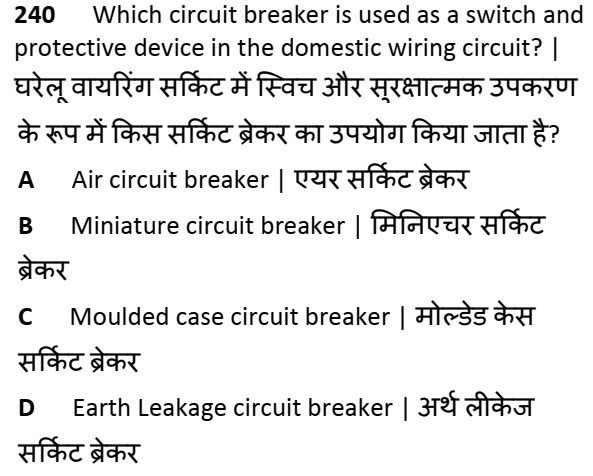 240 Which circuit breaker is used as a switch and
protective device in the domestic wiring circuit? |
घरेलू वायरिंग सर्किट में स्विच और सुरक्षात्मक उपकरण
के रूप में किस सर्किट ब्रेकर का उपयोग किया जाता है?
A Air circuit breaker | एयर सर्किट ब्रेकर
B Miniature circuit breaker | मिनिएचर सर्किट
ब्रेकर
C Moulded case circuit breaker | मोल्डेड केस
सर्किट ब्रेकर
D Earth Leakage circuit breaker | अर्थ लीकेज
सर्किट ब्रेकर